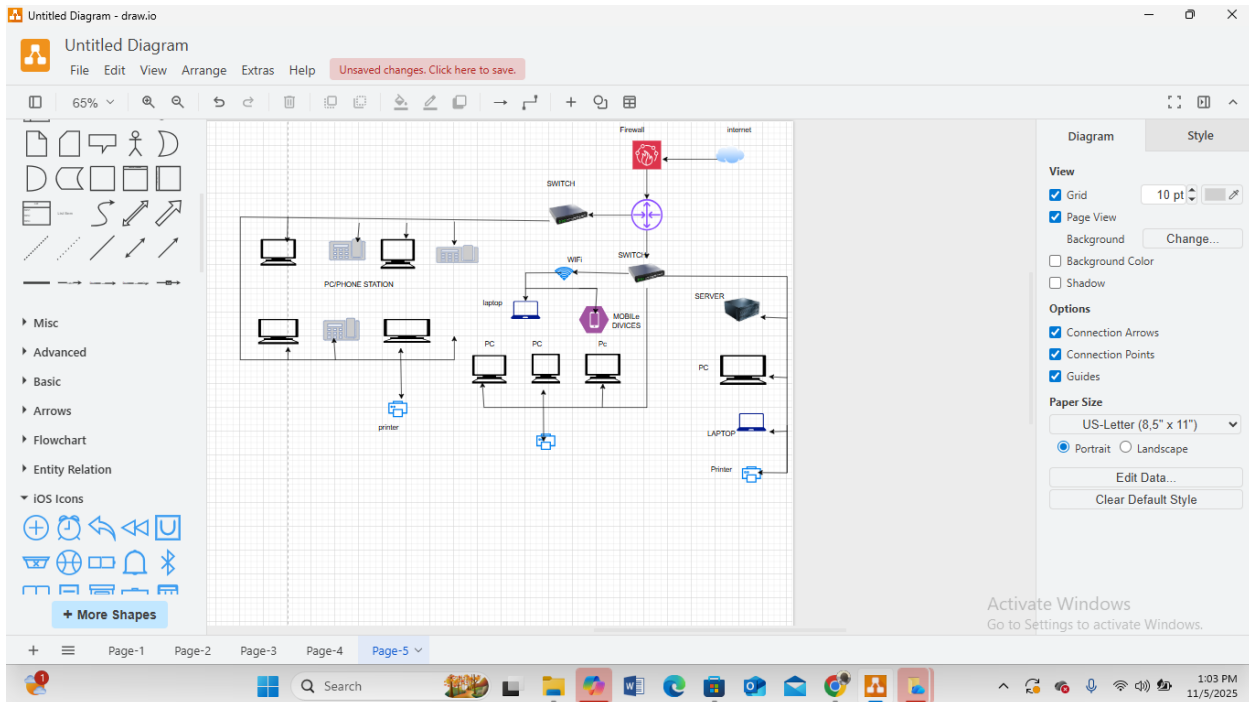 Untitled Diagram - draw.io
Untitled Diagram
File Edit View Arrange Extras Help Unsaved changes. Click here to save.
65%
Firewall internet
SWITCH
WIFi SWITCH
PC/PHONE STATION
laptop
MOBILe
DIVICES
SERVER
PC PC Pc
PC
printer
LAPTOP
Printer
Misc
Advanced
Basic
Arrows
Flowchart
Entity Relation
iOS Icons
+ More Shapes
Diagram Style
View
Grid 10 pt
Page View
Background Change...
Background Color
Shadow
Options
Connection Arrows
Connection Points
Guides
Paper Size
US-Letter (8,5" x 11")
Portrait Landscape
Edit Data...
Clear Default Style
Activate Windows
Go to Settings to activate Windows.
Page-1 Page-2 Page-3 Page-4 Page-5
1
Search
1:03 PM
11/5/2025